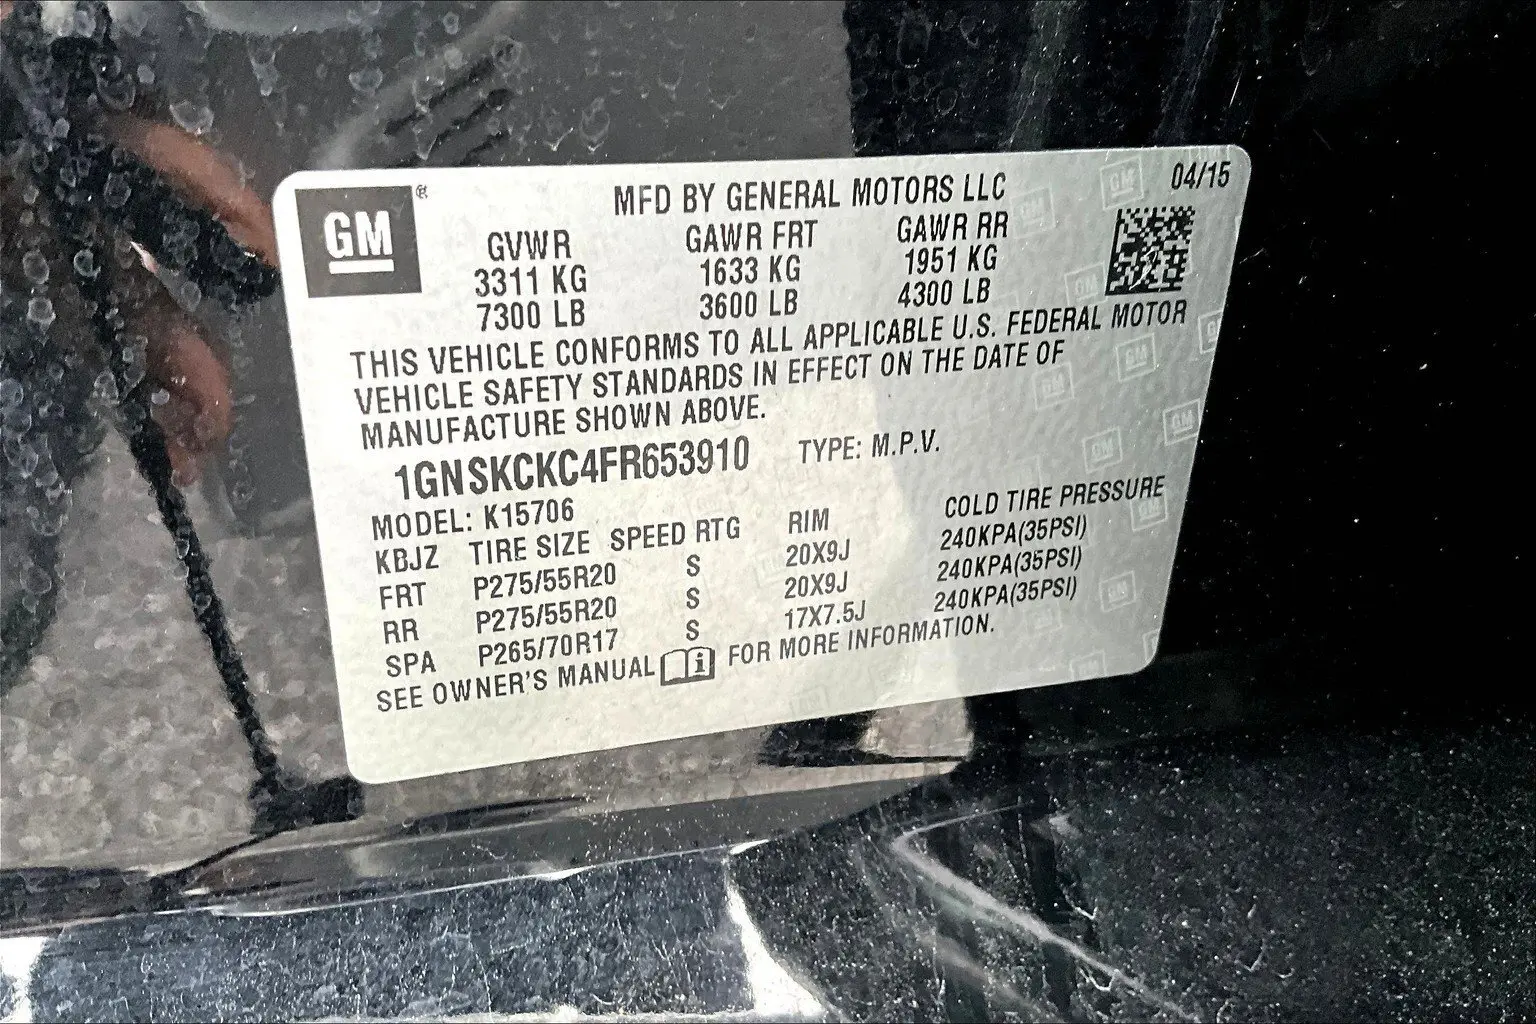 GM®
MFD BY GENERAL MOTORS LLC 04/15
GVWR GAWR FRT GAWR RR
3311 KG 1633 KG 1951 KG
7300 LB 3600 LB 4300 LB
THIS VEHICLE CONFORMS TO ALL APPLICABLE U.S. FEDERAL MOTOR
VEHICLE SAFETY STANDARDS IN EFFECT ON THE DATE OF
MANUFACTURE SHOWN ABOVE.
1GNSKCKC4FR653910 TYPE: M.P.V.
MODEL: K15706
KBJZ TIRE SIZE SPEED RTG RIM COLD TIRE PRESSURE
FRT P275/55R20 S 20X9J 240KPA(35PSI)
RR P275/55R20 S 20X9J 240KPA(35PSI)
SPA P265/70R17 S 17X7.5J 240KPA(35PSI)
SEE OWNER'S MANUAL i FOR MORE INFORMATION.